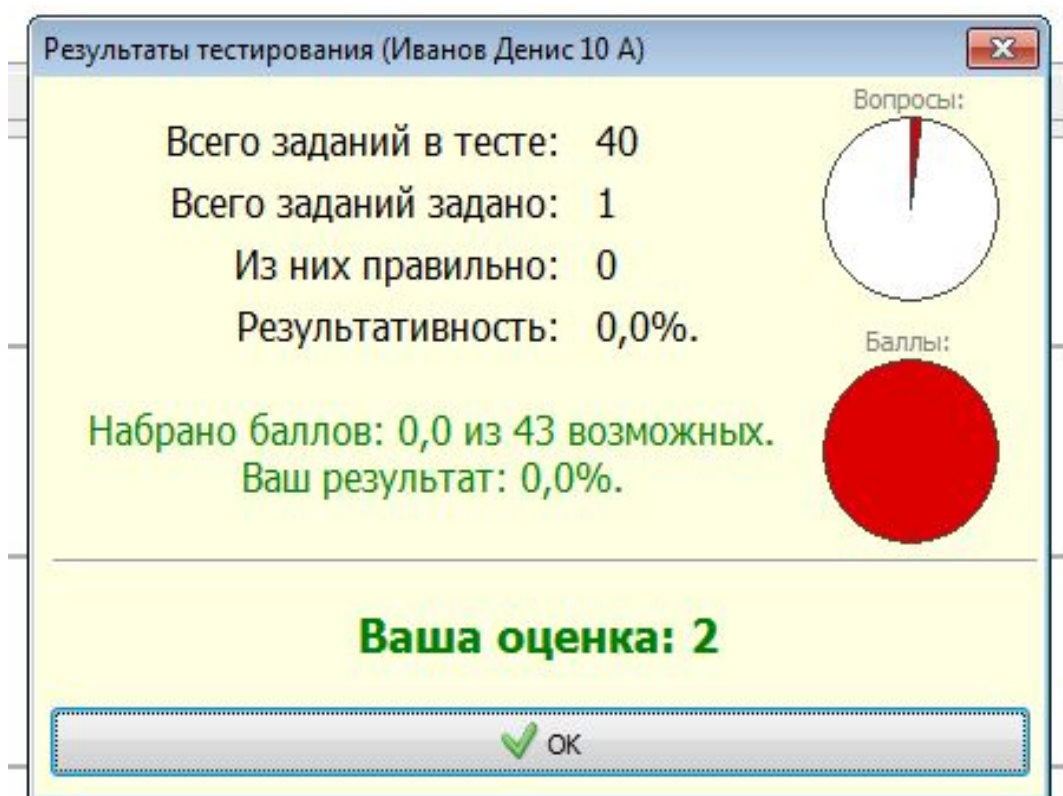 Результаты тестирования (Иванов Денис 10 А)
Вопросы:
Всего заданий в тесте: 40
Всего заданий задано: 1
Из них правильно: 0
Результативность: 0,0%.
Баллы:
Набрано баллов: 0,0 из 43 возможных.
Ваш результат: 0,0%.
Ваша оценка: 2
ОК